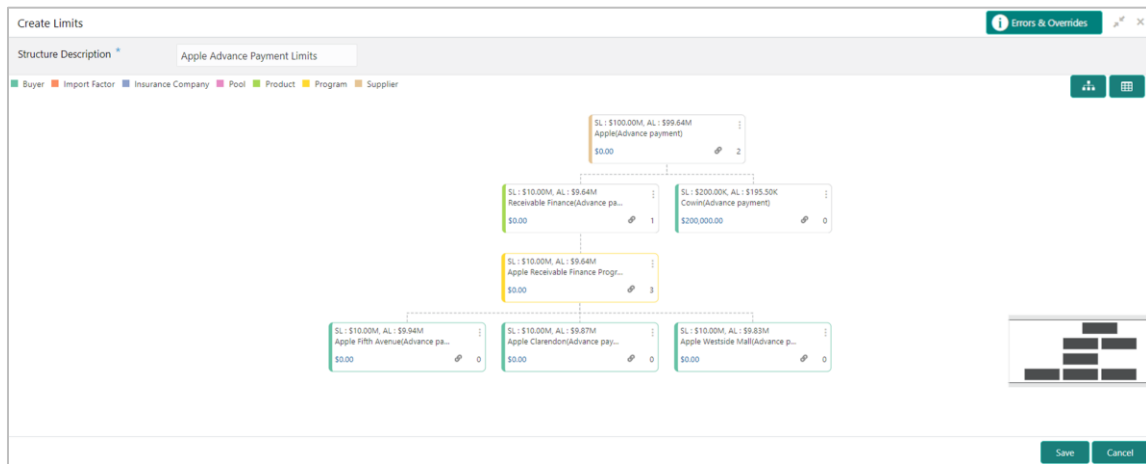 Create Limits
Errors & Overrides
Structure Description *
Apple Advance Payment Limits
Buyer Import Factor Insurance Company Pool Product Program Supplier
SL : $100.00M, AL : $99.64M
Apple(Advance payment)
$0.00 2
SL : $10.00M, AL : $9.64M
Receivable Finance(Advance pa...
$0.00 1
SL : $200.00K, AL : $195.50K
Cowin(Advance payment)
$200,000.00 0
SL : $10.00M, AL : $9.64M
Apple Receivable Finance Progr...
$0.00 3
SL : $10.00M, AL : $9.94M
Apple Fifth Avenue(Advance pa...
$0.00 0
SL : $10.00M, AL : $9.87M
Apple Clarendon(Advance pay...
$0.00 0
SL : $10.00M, AL : $9.83M
Apple Westside Mall(Advance p...
$0.00 0
Save Cancel